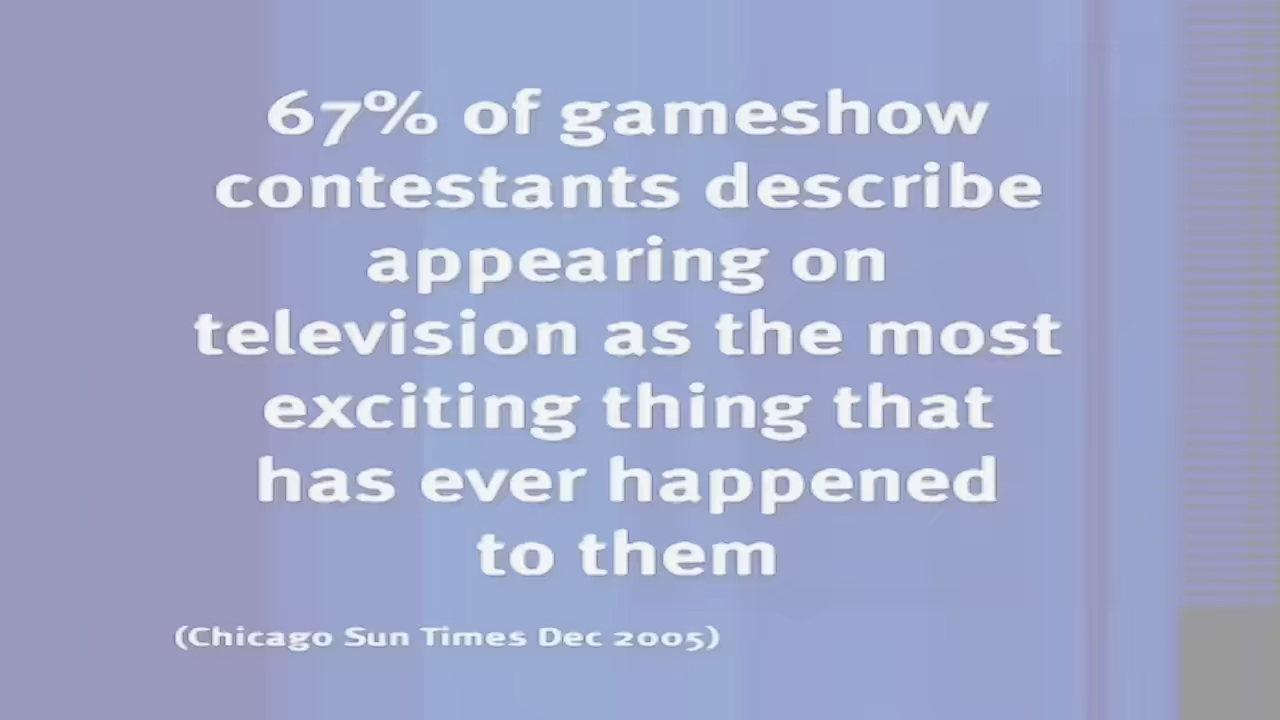 67% of gameshow
contestants describe
appearing on
television as the most
exciting thing that
has ever happened
to them
(Chicago Sun Times Dec 2005)